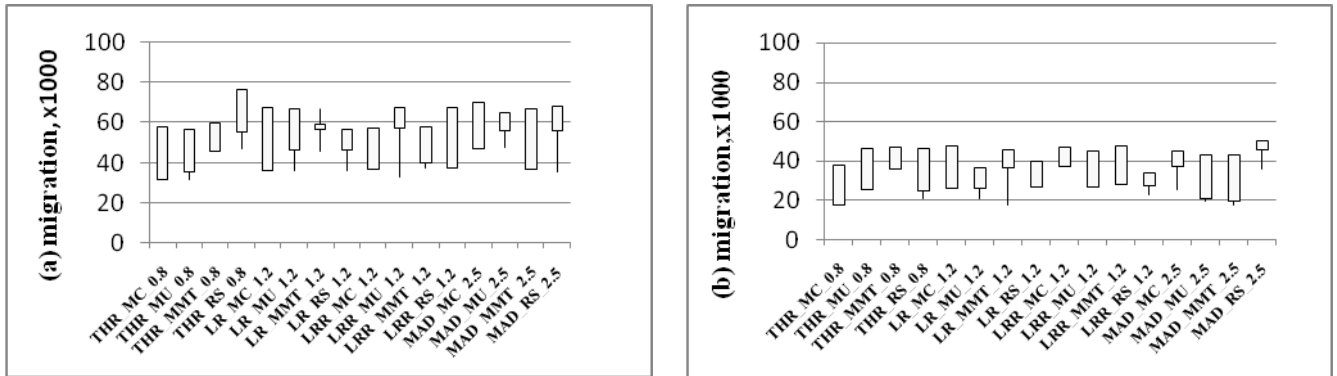 (a) migration, x1000
100
80
60
40
20
0
THR_MC_0.8
THR_MU_0.8
THR_MMT_0.8
THR_RS_0.8
LR_MC_1.2
LR_MU_1.2
LR_MMT_1.2
LR_RS_1.2
LRR_MC_1.2
LRR_MU_1.2
LRR_MMT_1.2
LRR_RS_1.2
MAD_MC_2.5
MAD_MU_2.5
MAD_MMT_2.5
MAD_RS_2.5
(b) migration,x1000
100
80
60
40
20
0
THR_MC_0.8
THR_MU_0.8
THR_MMT_0.8
THR_RS_0.8
LR_MC_1.2
LR_MU_1.2
LR_MMT_1.2
LR_RS_1.2
LRR_MC_1.2
LRR_MU_1.2
LRR_MMT_1.2
LRR_RS_1.2
MAD_MC_2.5
MAD_MU_2.5
MAD_MMT_2.5
MAD_RS_2.5